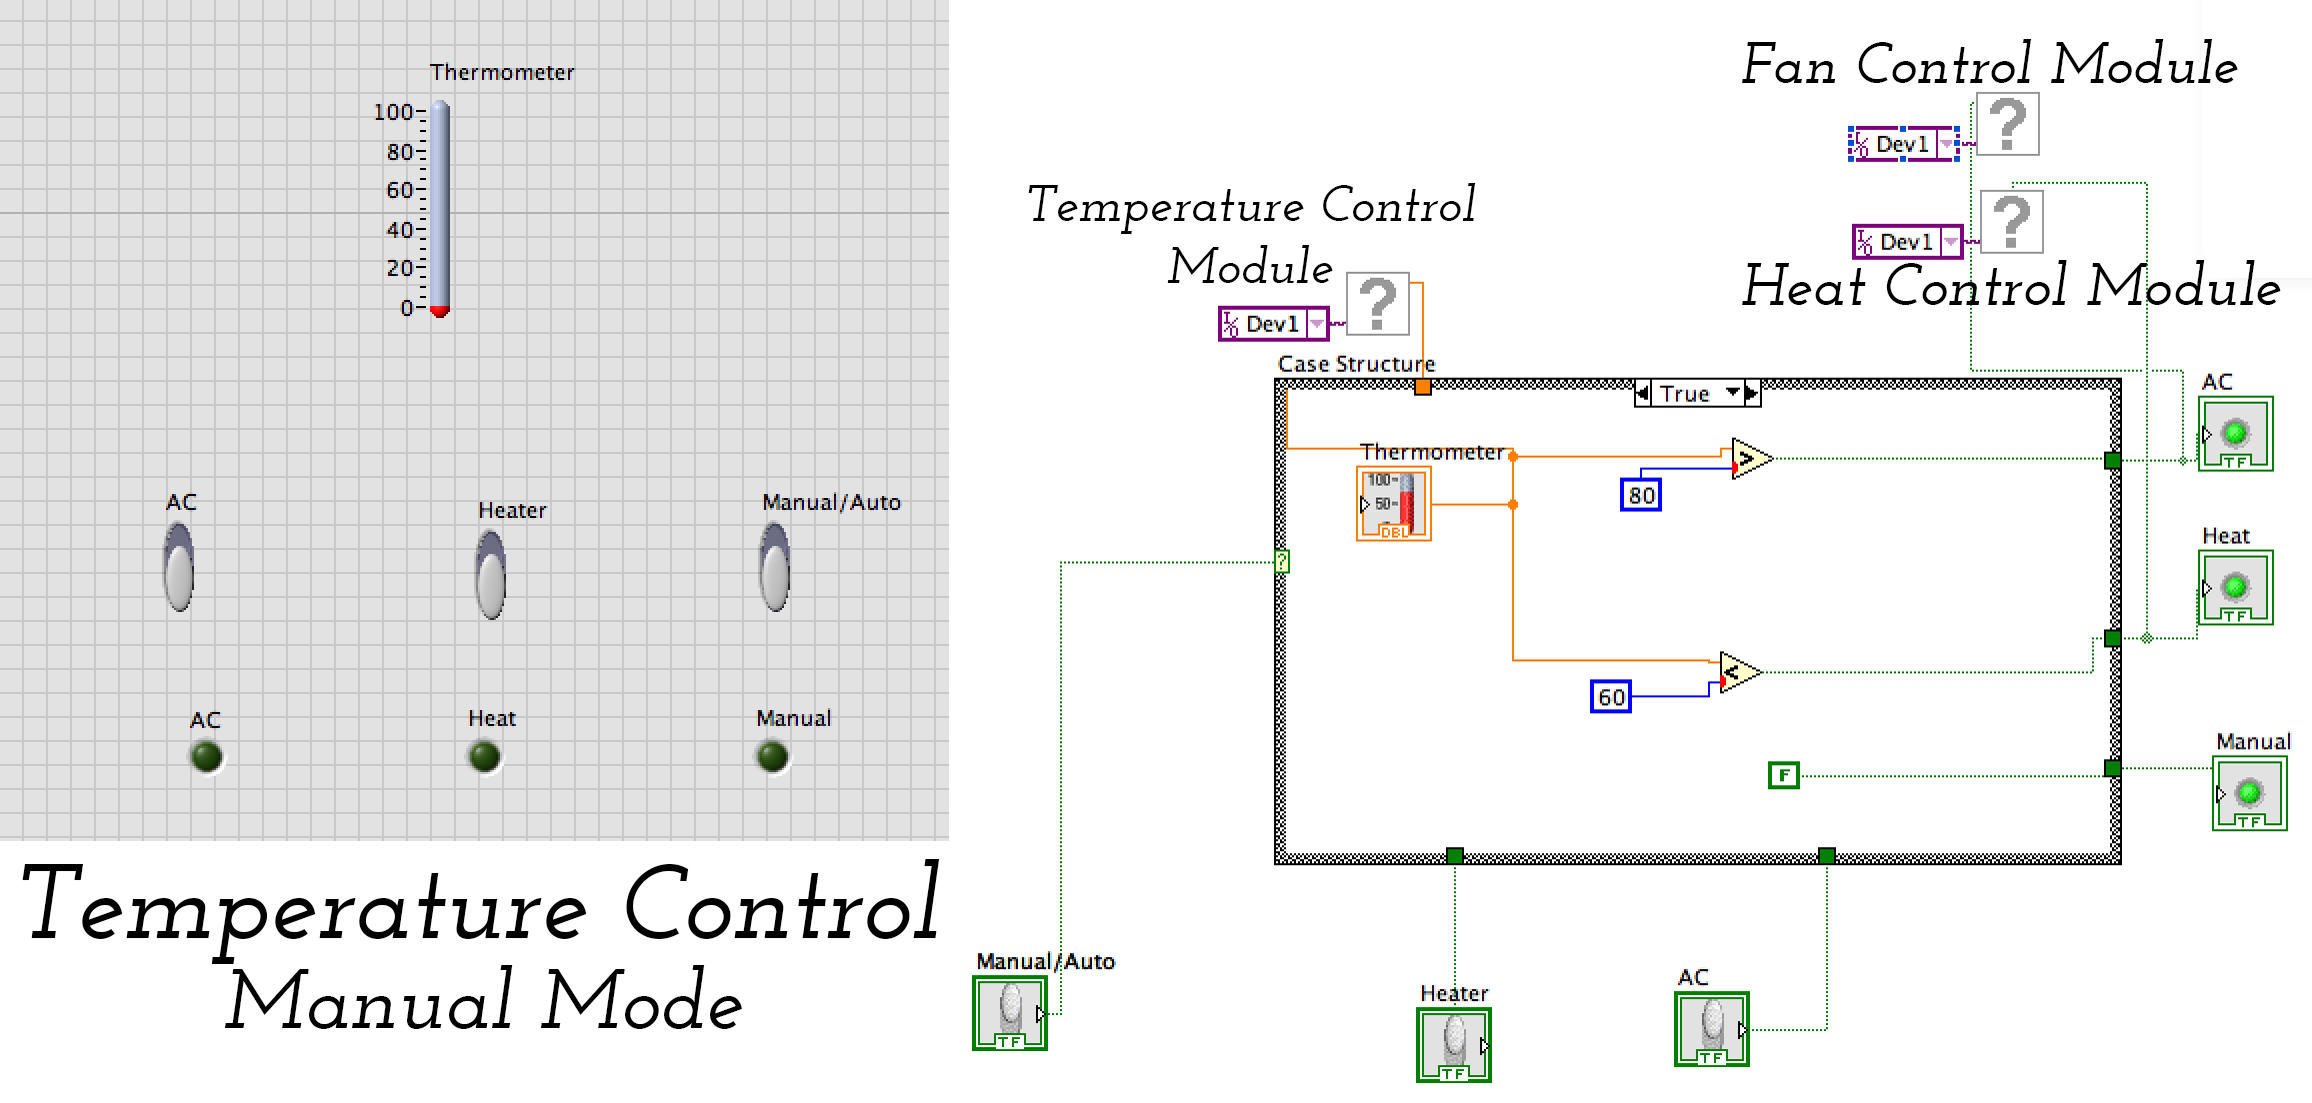 Thermometer
100
80
60
40
20
0
AC
Heater
Manual/Auto
AC
Heat
Manual
Temperature Control
Manual Mode
Fan Control Module
?
Dev1
?
Dev1
Heat Control Module
Temperature Control
Module
?
Dev1
Case Structure
True
Thermometer
100
50
DBL
>
80
?
<
60
F
AC
TF
Heat
TF
Manual
TF
Manual/Auto
TF
Heater
TF
AC
TF